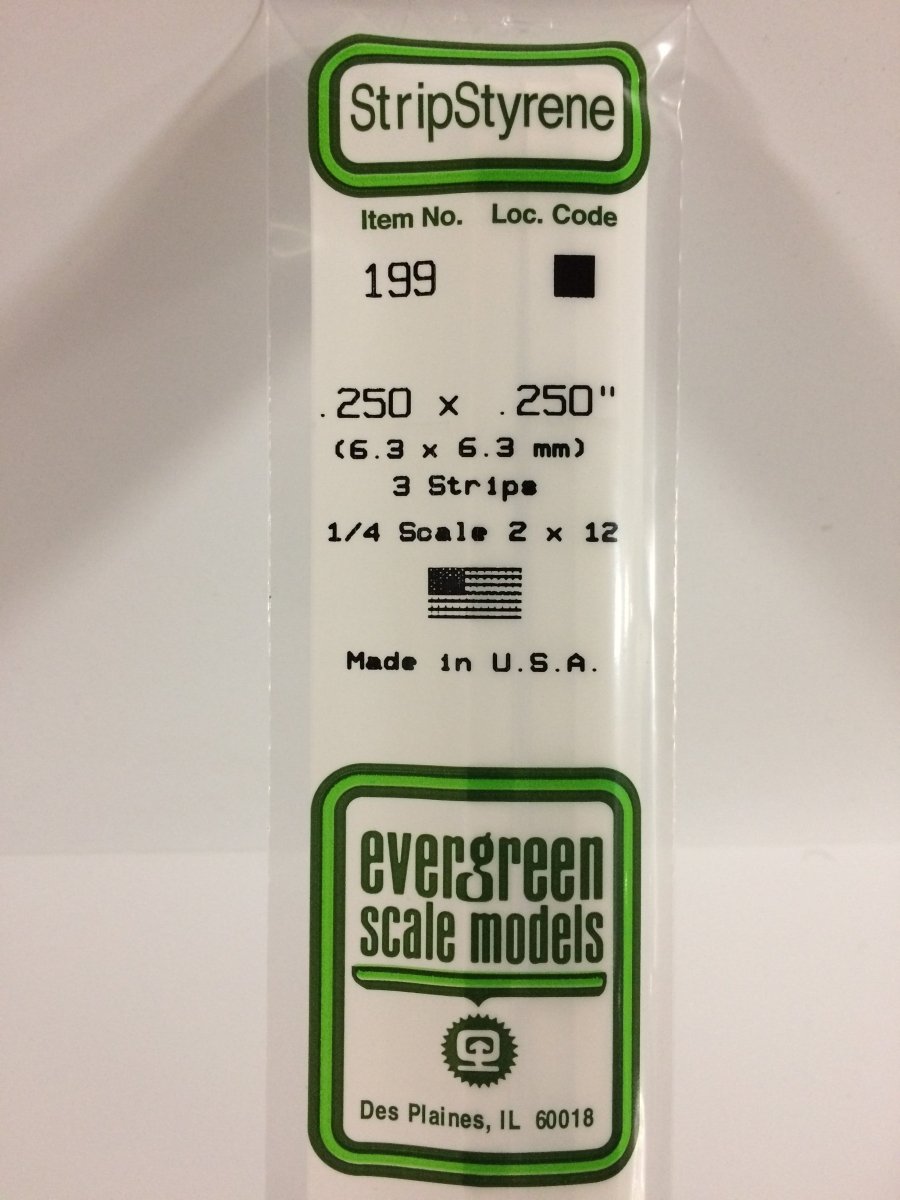 StripStyrene
Item No. Loc. Code
199
.250 x .250"
(6.3 x 6.3 mm)
3 Strips
1/4 Scale 2 x 12
Made in U.S.A.
evergreen
scale models
Des Plaines, IL 60018